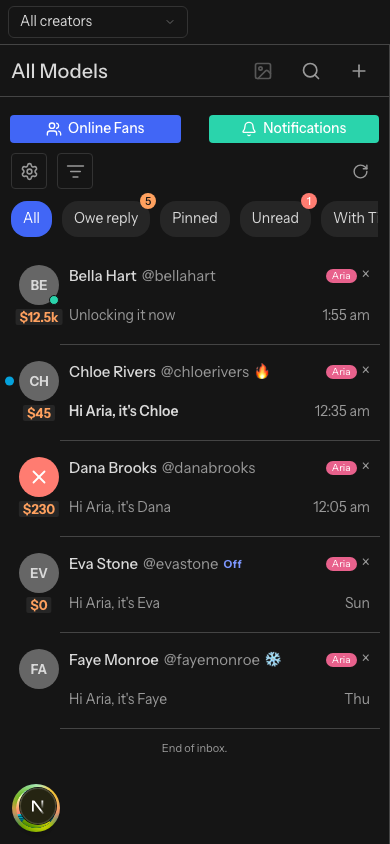 All creators
All Models
Online Fans
Notifications
5
1
All
Owe reply
Pinned
Unread
With T
BE
Bella Hart @bellahart
Aria ×
$12.5k
Unlocking it now
1:55 am
CH
Chloe Rivers @chloerivers 🔥
Aria ×
$45
Hi Aria, it's Chloe
12:35 am
Dana Brooks @danabrooks
Aria ×
$230
Hi Aria, it's Dana
12:05 am
EV
Eva Stone @evastone Off
Aria ×
$0
Hi Aria, it's Eva
Sun
FA
Faye Monroe @fayemonroe ❄️
Aria ×
Hi Aria, it's Faye
Thu
End of inbox.
N